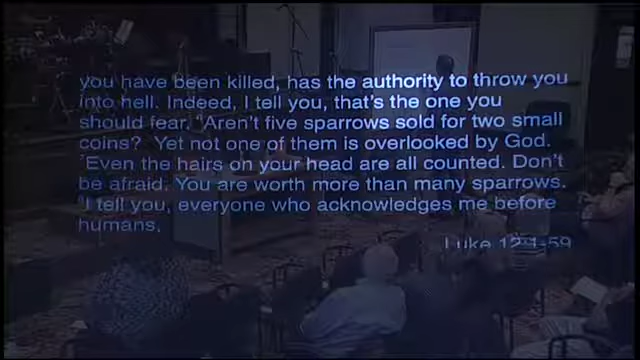 you have been killed, has the authority to throw you
into hell. Indeed, I tell you, that's the one you
should fear. "Aren't five sparrows sold for two small
coins? Yet not one of them is overlooked by God.
Even the hairs on your head are all counted. Don't
be afraid. You are worth more than many sparrows.
"I tell you, everyone who acknowledges me before
humans,
Luke 12:1-59